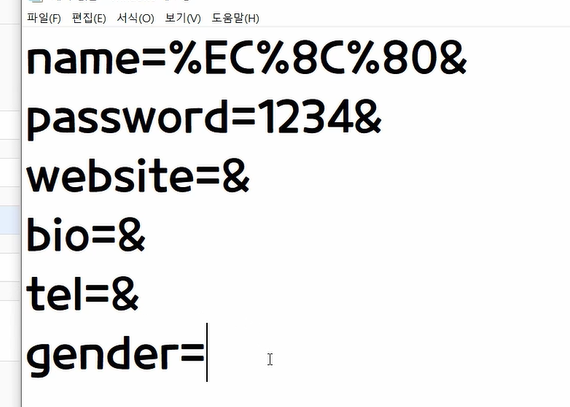 파일(F) 편집(E) 서식(O) 보기(V) 도움말(H)
name=%EC%8C%80&
password=1234&
website=&
bio=&
tel=&
gender=